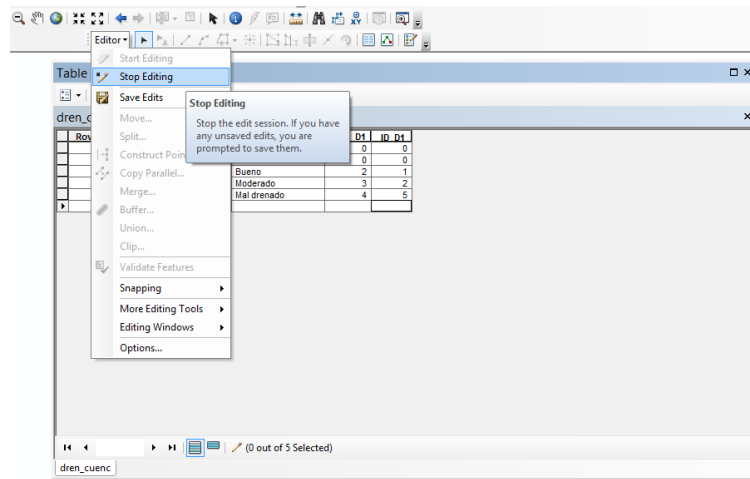 Editor
Start Editing
Table
Stop Editing
Save Edits
Stop Editing
dren_c
Move...
Stop the edit session. If you have
any unsaved edits, you are
prompted to save them.
Row
Split...
D1 ID_D1
0 0
Construct Poin
0 0
Copy Parallel...
Bueno 2 1
Moderado 3 2
Merge...
Mal drenado 4 5
Buffer...
Union...
Clip...
Validate Features
Snapping
More Editing Tools
Editing Windows
Options...
(0 out of 5 Selected)
dren_cuenc